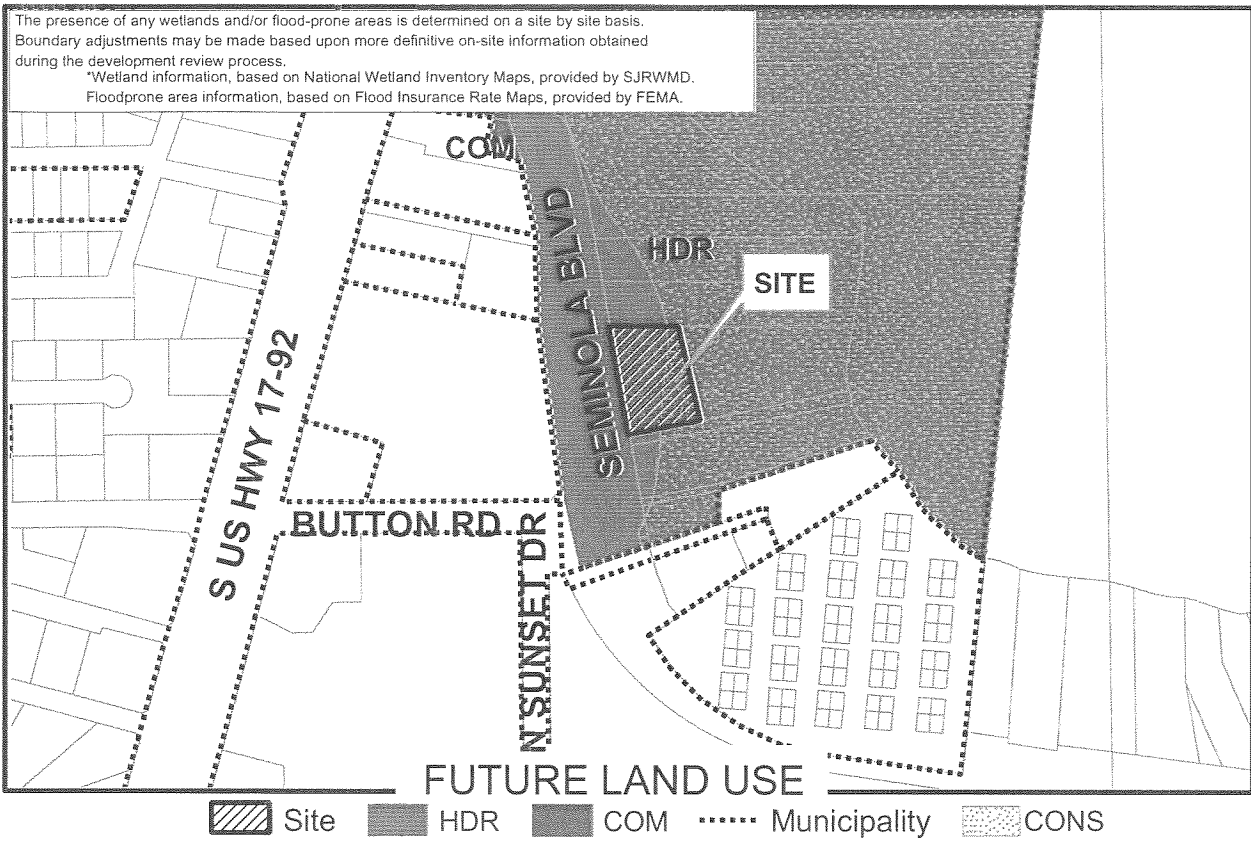 The presence of any wetlands and/or flood-prone areas is determined on a site by site basis.
Boundary adjustments may be made based upon more definitive on-site information obtained
during the development review process.
*Wetland information, based on National Wetland Inventory Maps, provided by SJRWMD.
Floodprone area information, based on Flood Insurance Rate Maps, provided by FEMA.
COM
SEMINOLA BLVD
HDR
SITE
S US HWY 17-92
BUTTON RD
N SUNSET DR
FUTURE LAND USE
Site HDR COM Municipality CONS